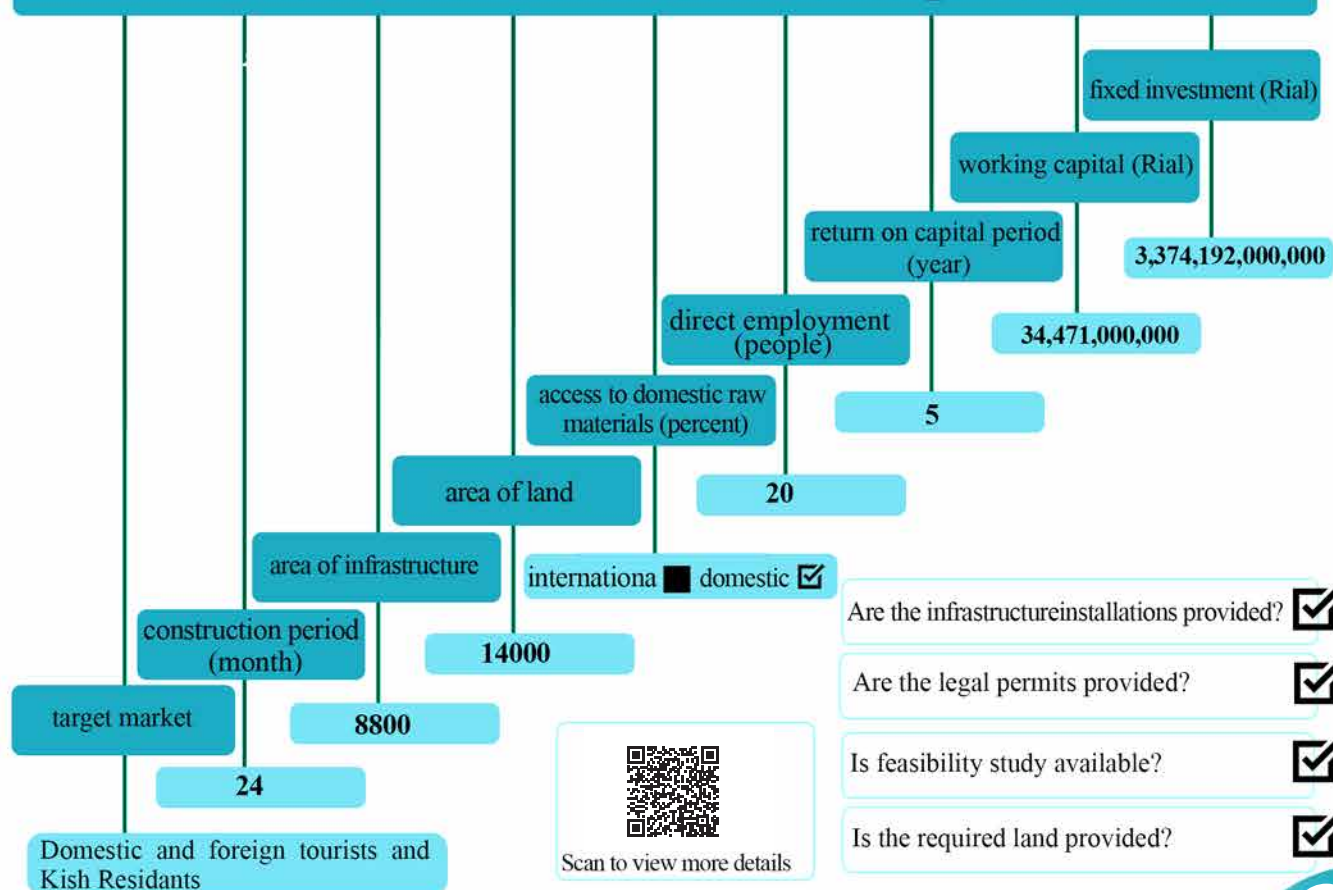 fixed investment (Rial)
3,374,192,000,000
working capital (Rial)
34,471,000,000
return on capital period
(year)
5
direct employment
(people)
20
access to domestic raw
materials (percent)
internationa ■ domestic ☑
area of land
14000
area of infrastructure
8800
construction period
(month)
24
target market
Domestic and foreign tourists and
Kish Residants
Are the infrastructureinstallations provided? ☑
Are the legal permits provided? ☑
Is feasibility study available? ☑
Is the required land provided? ☑
Scan to view more details